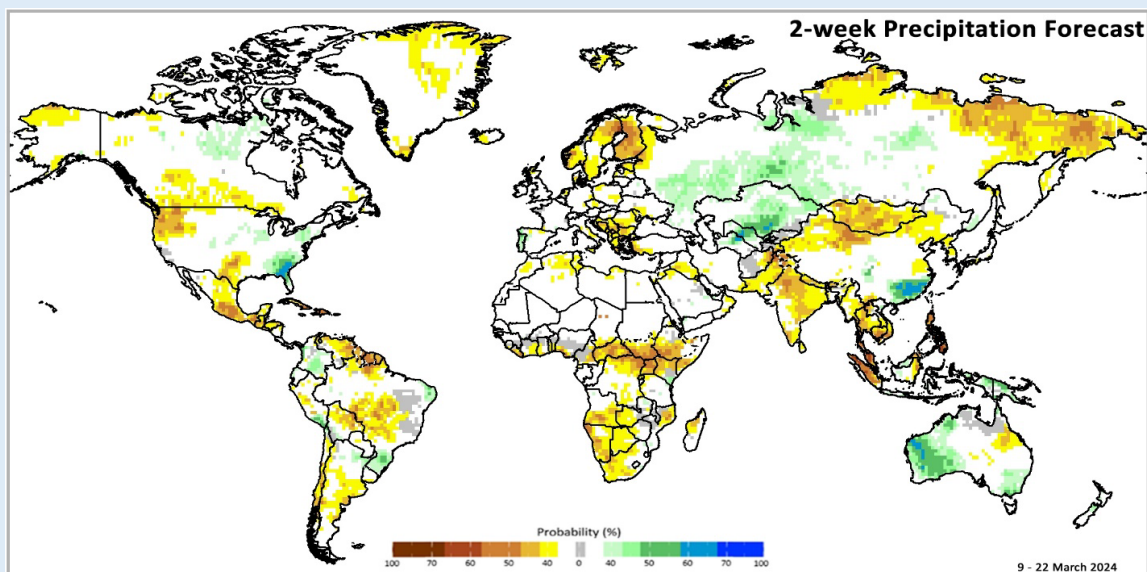 2-week Precipitation Forecast
Probability (%)
100 70 60 50 40 0 40 50 60 70 100
9 - 22 March 2024